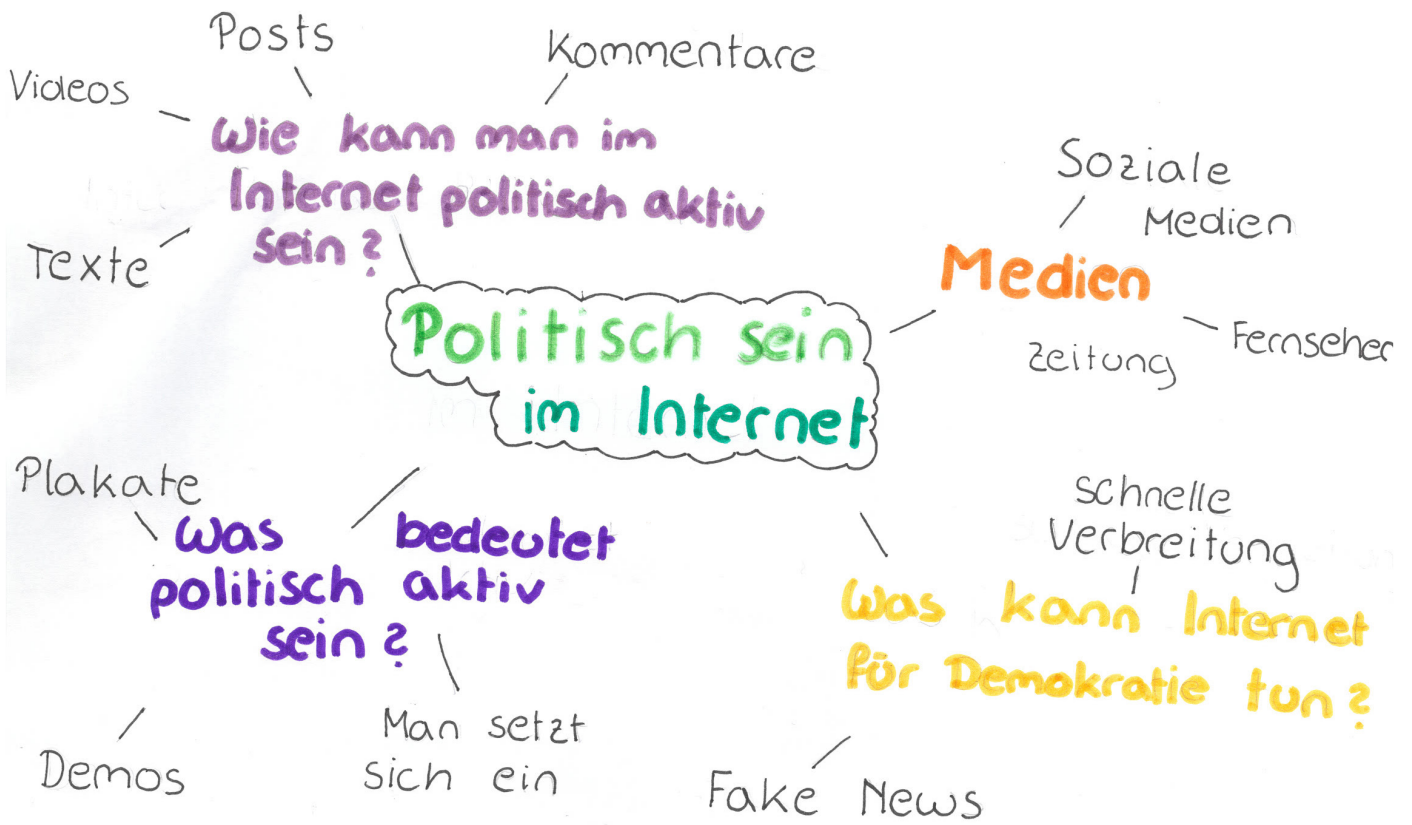 Posts
Kommentare
Videos
Wie kann man im
Internet politisch aktiv
sein?
Texte
Soziale
Medien
Medien
Fernseher
Zeitung
Politisch sein
im Internet
Plakate
Was bedeutet
politisch aktiv
sein?
Demos
Man setzt
sich ein
schnelle
Verbreitung
Was kann Internet
für Demokratie tun?
Fake News